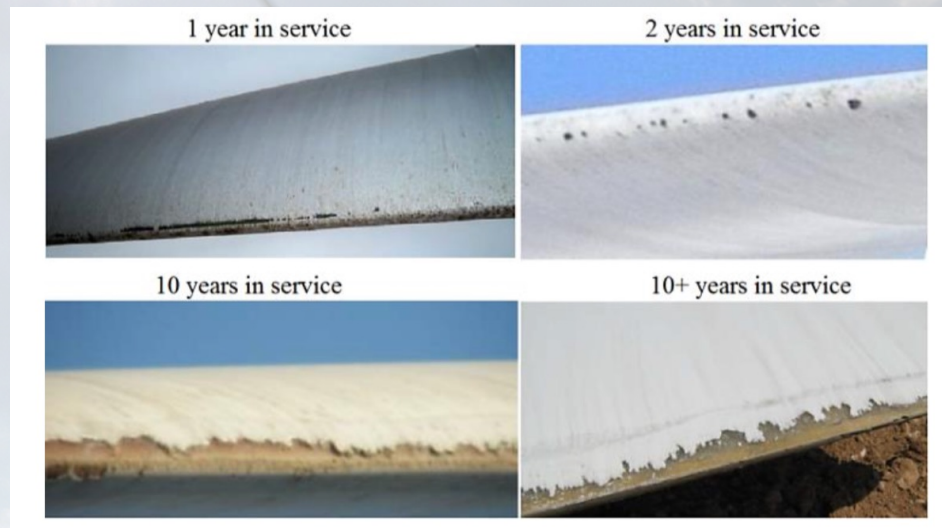 1 year in service
2 years in service
10 years in service
10+ years in service